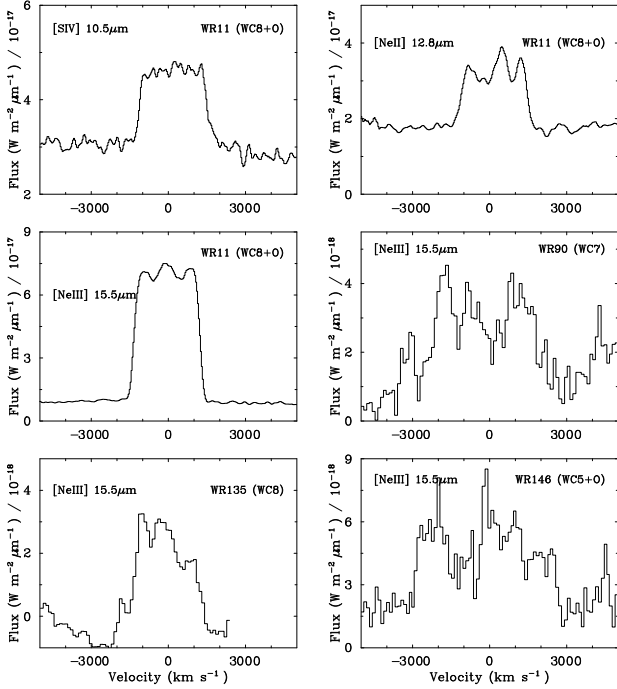 [SIV] 10.5μm WR11 (WC8+O)
Flux (W m⁻² μm⁻¹) / 10⁻¹⁷
6
4
2
−3000 0 3000
[NeII] 12.8μm WR11 (WC8+O)
Flux (W m⁻² μm⁻¹) / 10⁻¹⁷
4
2
0
−3000 0 3000
WR11 (WC8+O)
[NeIII] 15.5μm
Flux (W m⁻² μm⁻¹) / 10⁻¹⁷
9
6
3
0
−3000 0 3000
[NeIII] 15.5μm WR90 (WC7)
Flux (W m⁻² μm⁻¹) / 10⁻¹⁸
4
2
0
−3000 0 3000
[NeIII] 15.5μm WR135 (WC8)
Flux (W m⁻² μm⁻¹) / 10⁻¹⁸
4
2
0
−3000 0 3000
Velocity (km s⁻¹)
[NeIII] 15.5μm WR146 (WC5+O)
Flux (W m⁻² μm⁻¹) / 10⁻¹⁸
9
6
3
0
−3000 0 3000
Velocity (km s⁻¹)